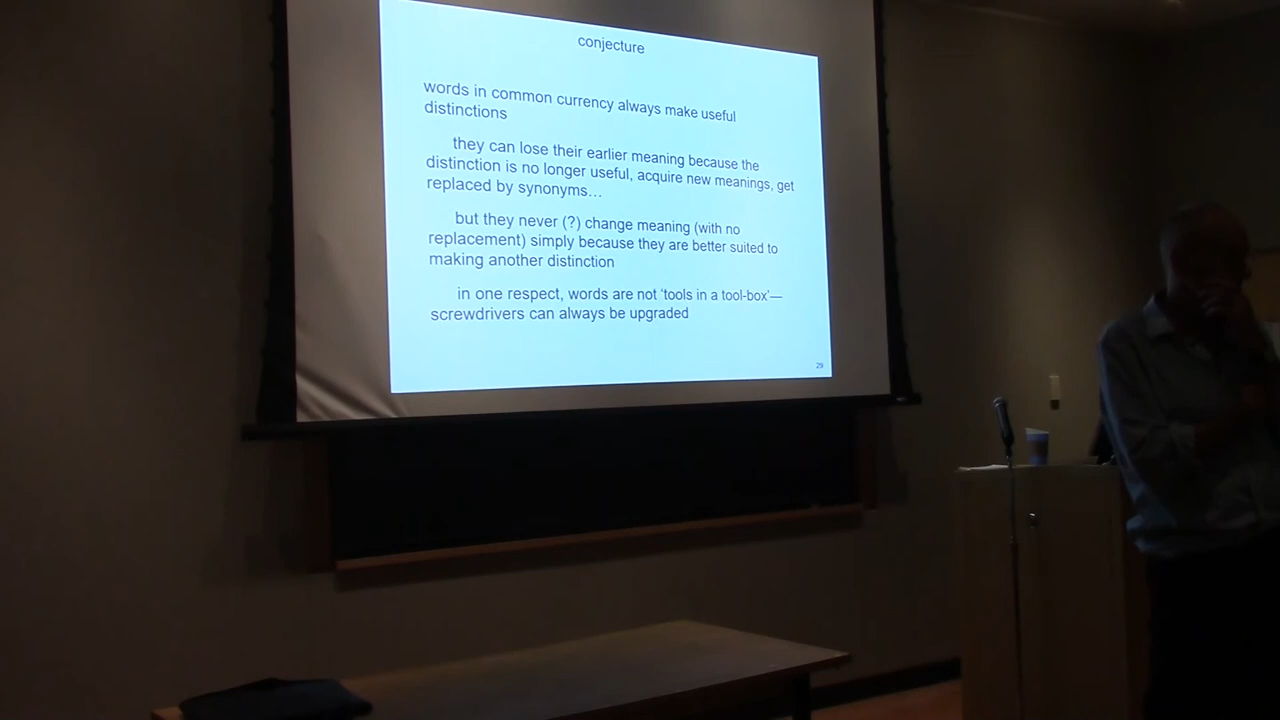 conjecture
words in common currency always make useful
distinctions
they can lose their earlier meaning because the
distinction is no longer useful, acquire new meanings, get
replaced by synonyms…
but they never (?) change meaning (with no
replacement) simply because they are better suited to
making another distinction
in one respect, words are not ‘tools in a tool-box’—
screwdrivers can always be upgraded
29